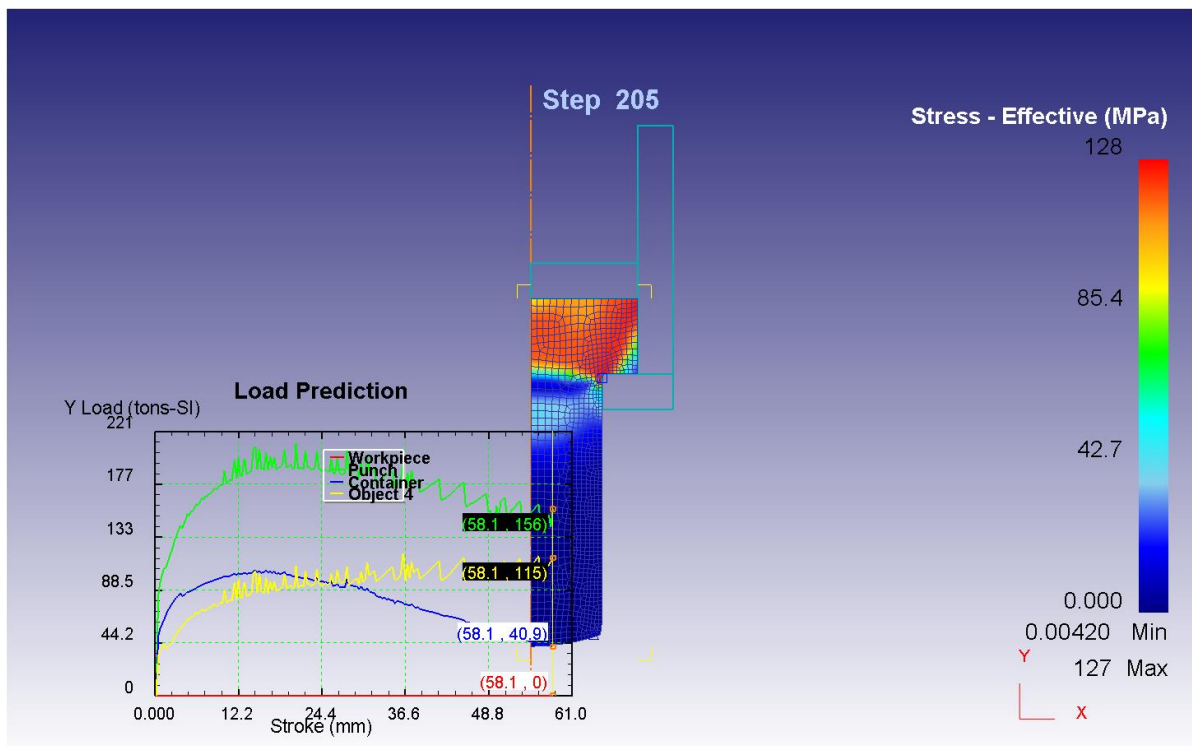 Step 205
Stress - Effective (MPa)
128
85.4
42.7
0.000
0.00420 Min
127 Max
Y
X
Load Prediction
Y Load (tons-SI)
221
177
133
88.5
44.2
0
Workpiece
Punch
Container
Object 4
(58.1 , 156)
(58.1 , 115)
(58.1 , 40.9)
(58.1 , 0)
0.000 12.2 24.4 36.6 48.8 61.0
Stroke (mm)